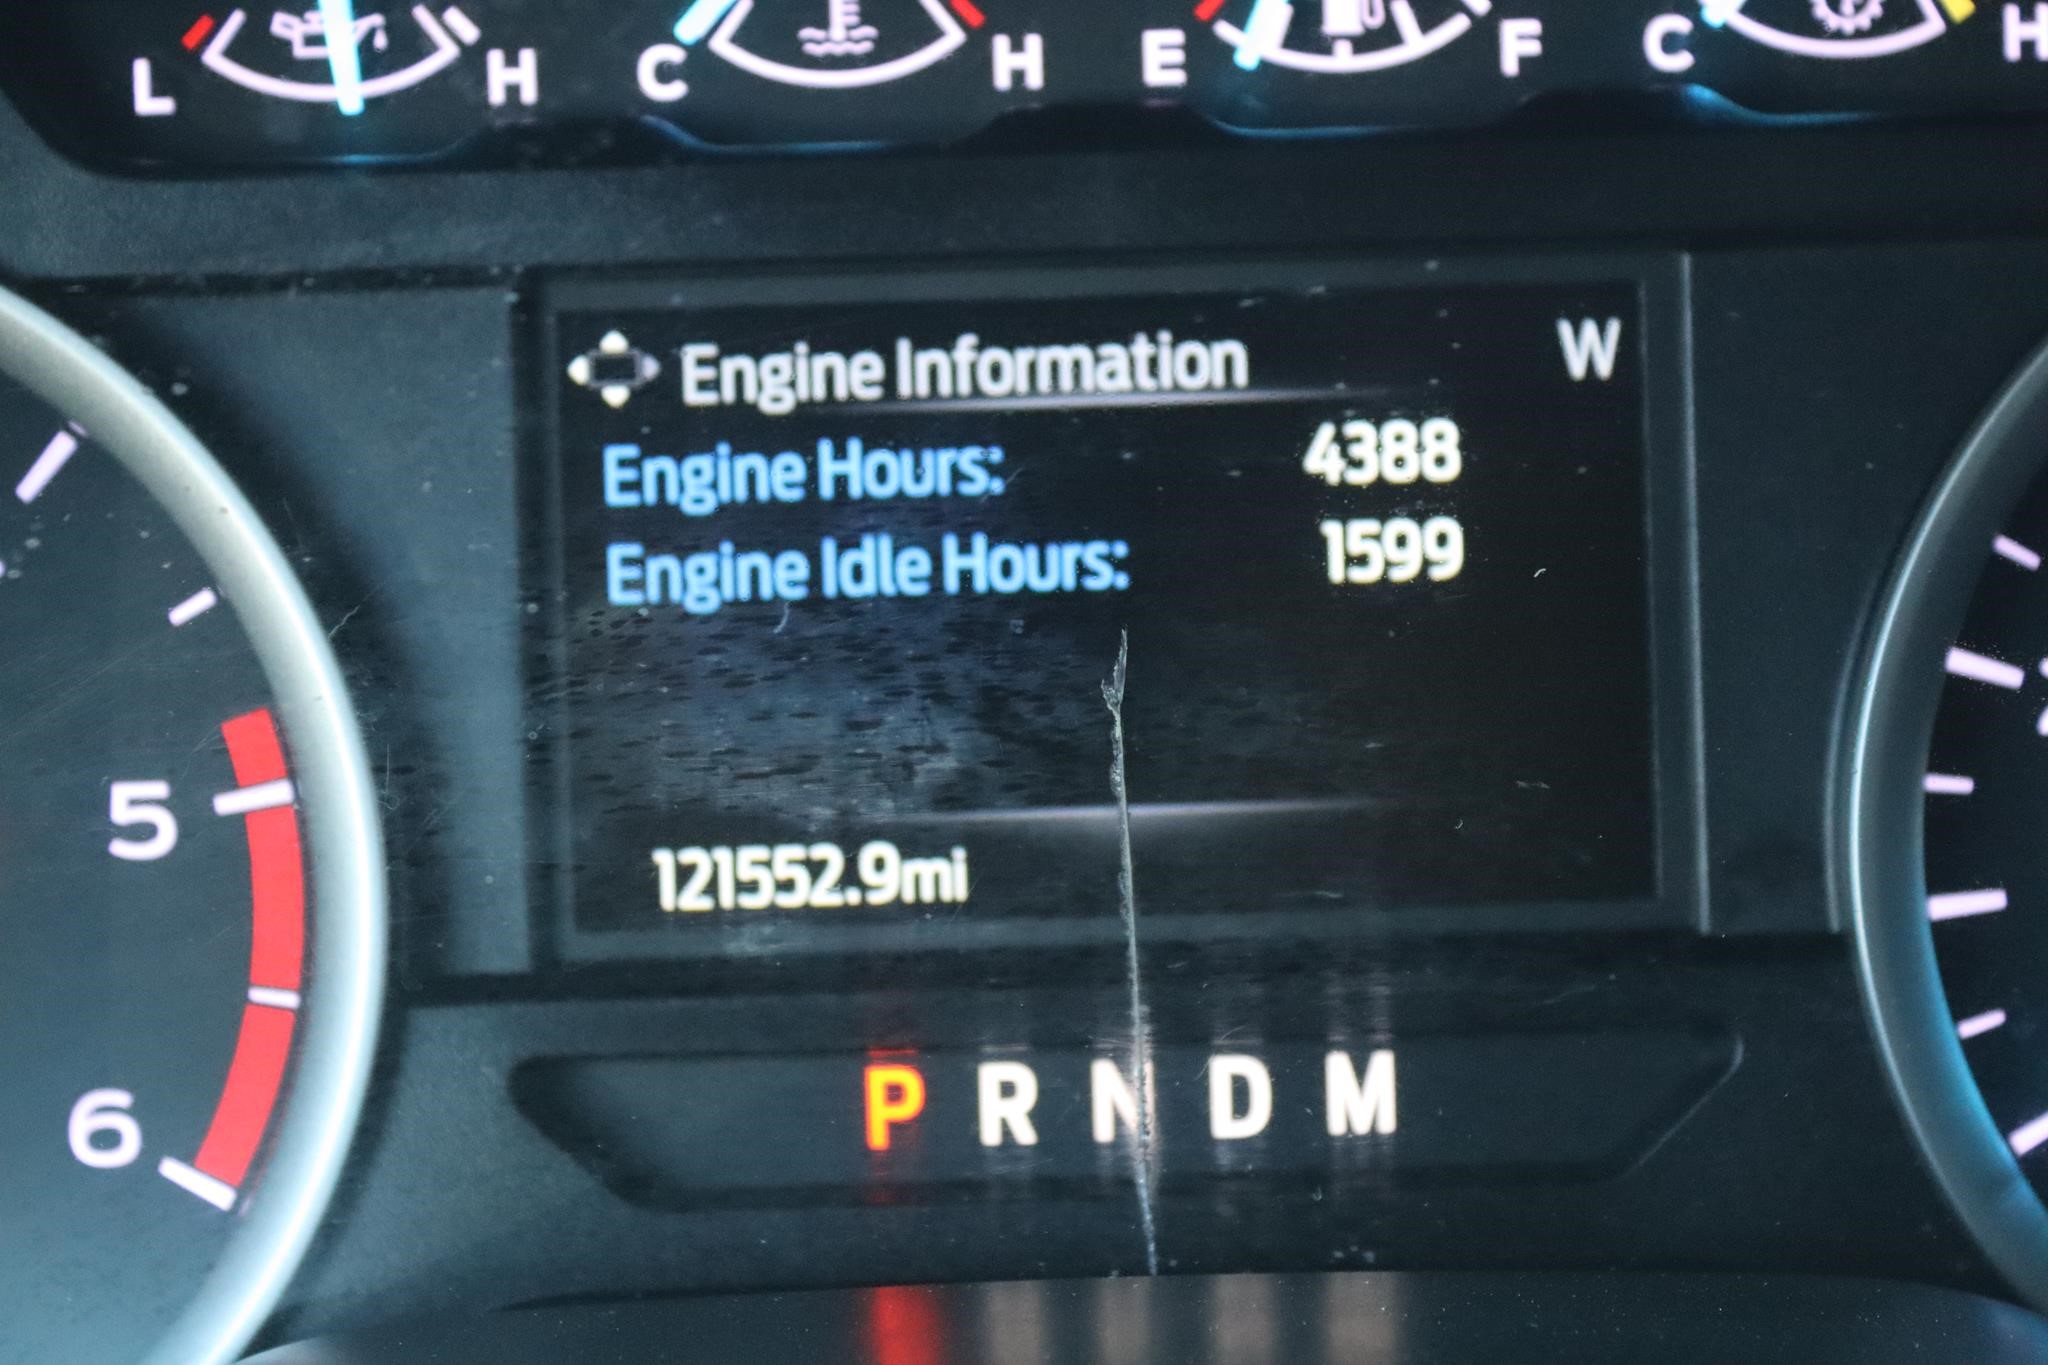 L H C H E F C H
Engine Information W
Engine Hours: 4388
Engine Idle Hours: 1599
121552.9mi
5
6
P R N D M